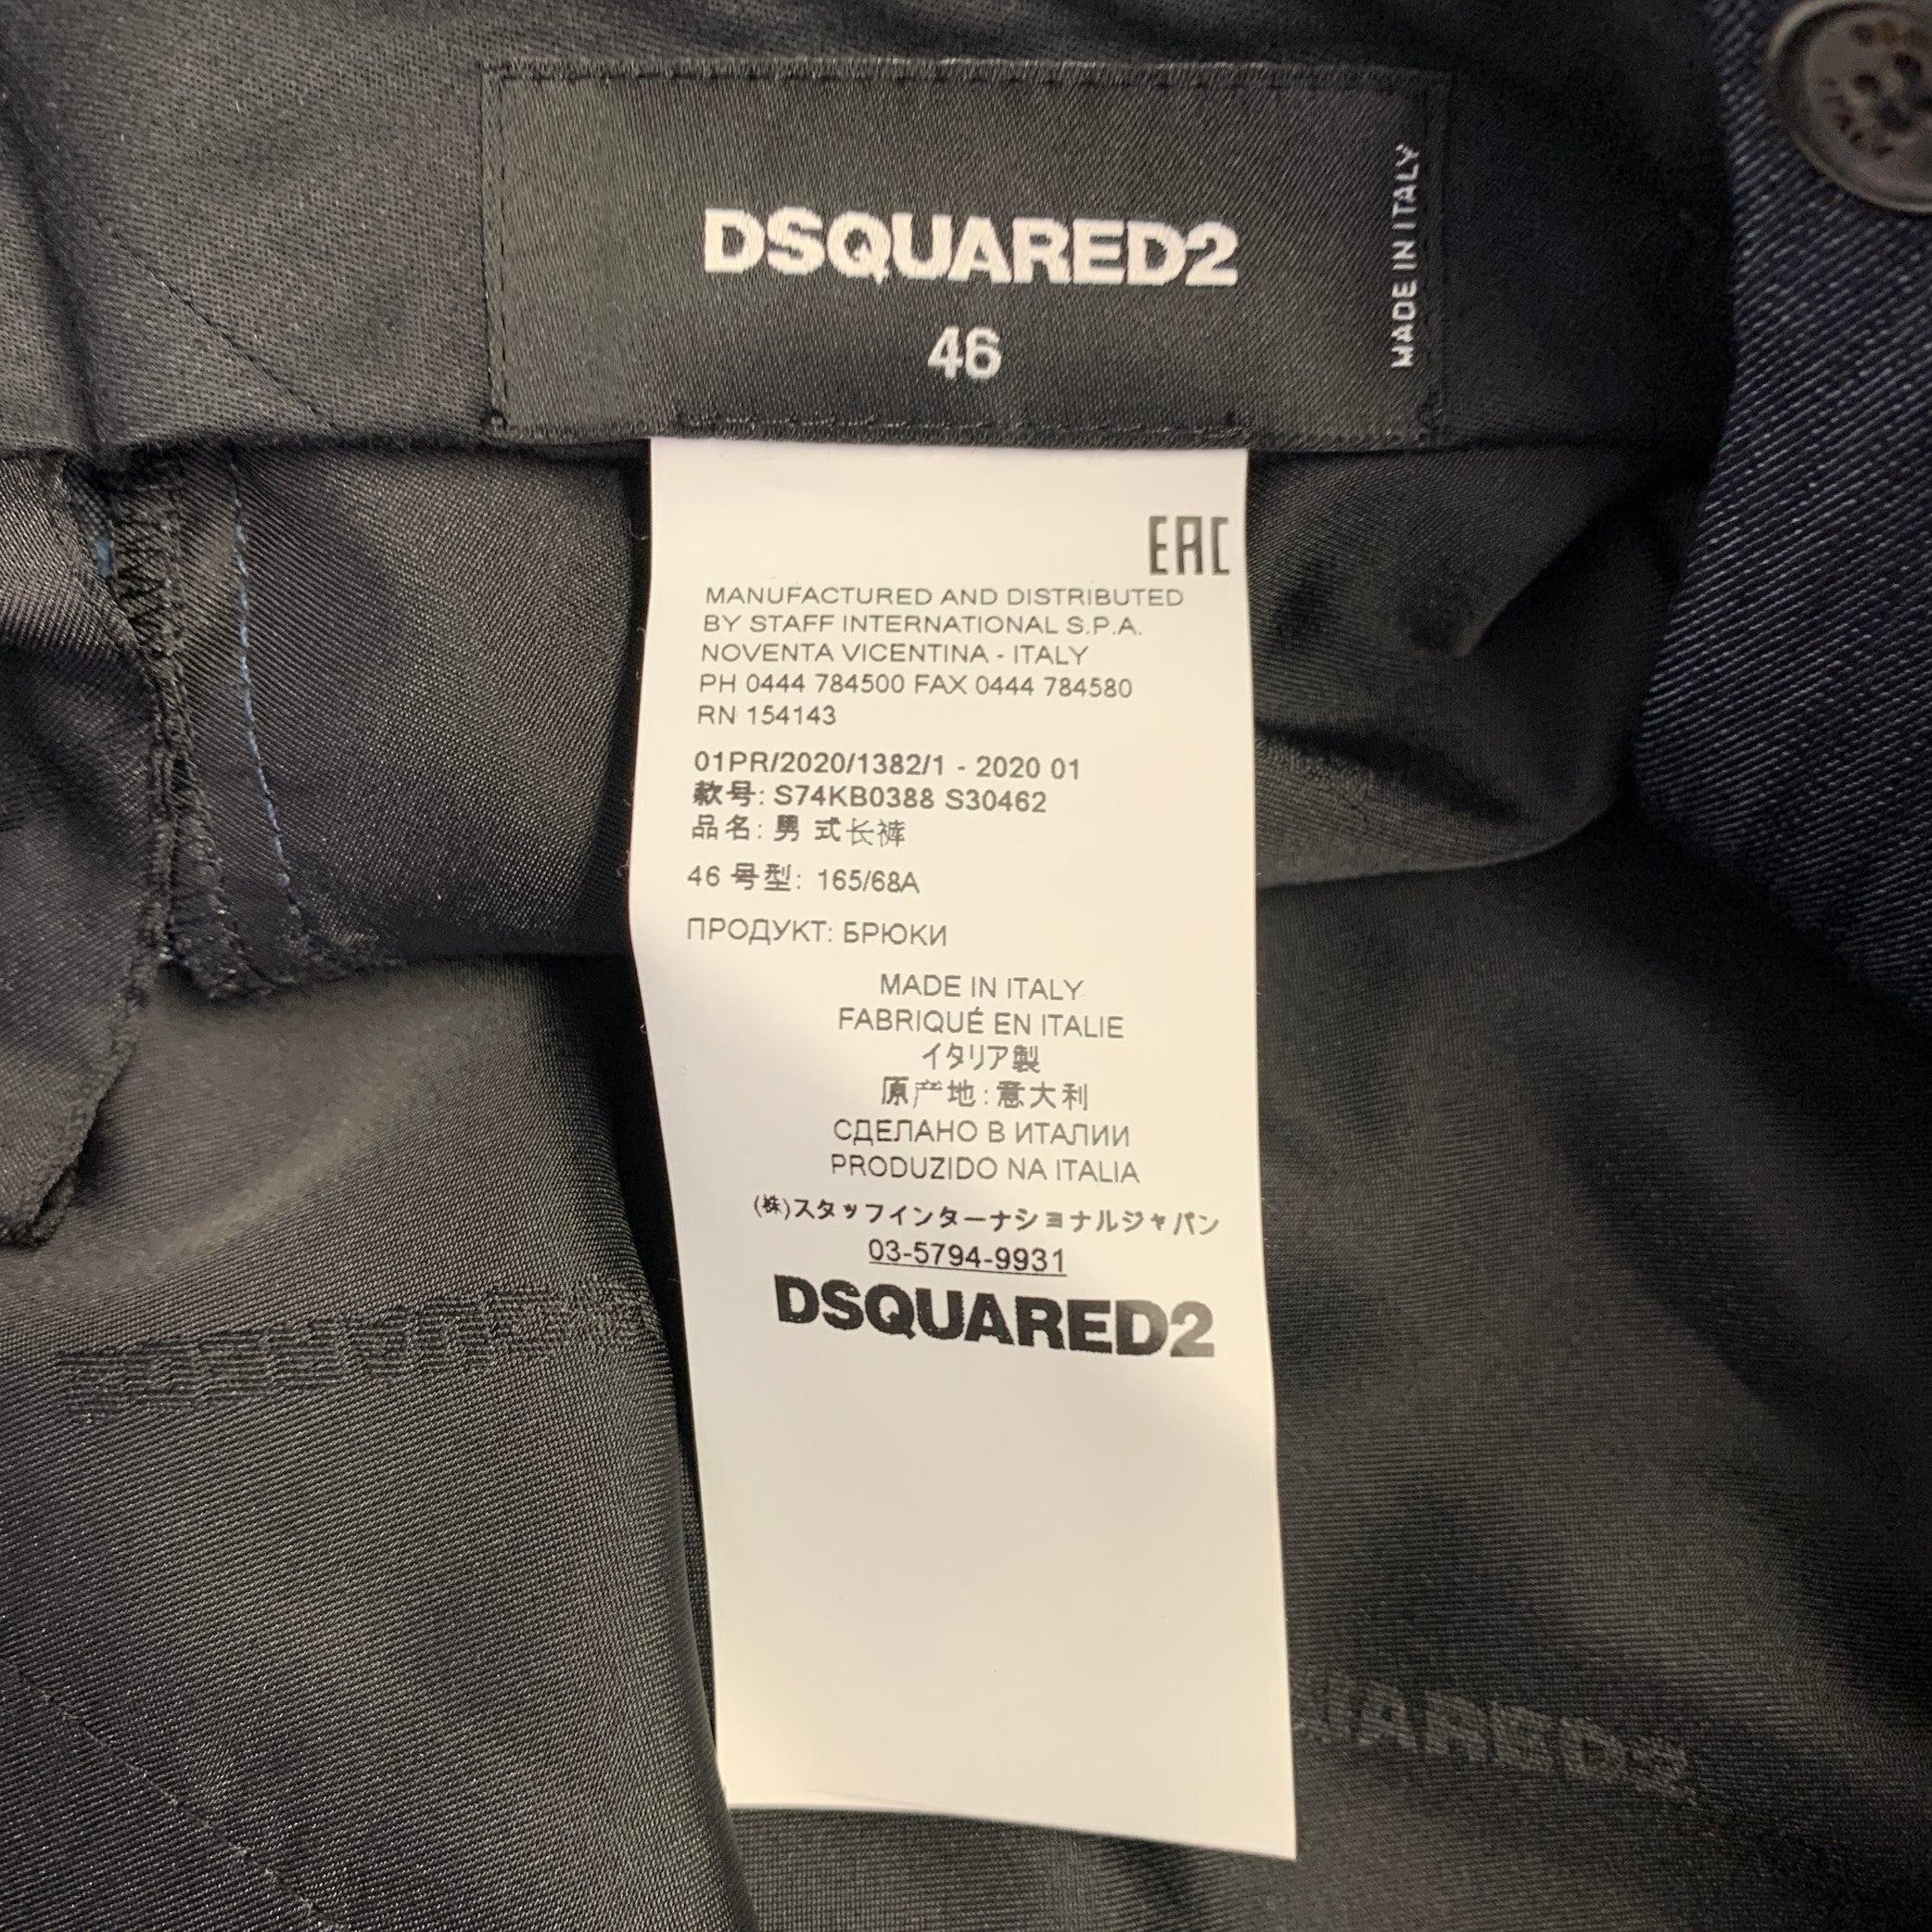 DSQUARED2
46
MADE IN ITALY
ITALY
EAC
MANUFACTURED AND DISTRIBUTED
BY STAFF INTERNATIONAL S.P.A.
NOVENTA VICENTINA - ITALY
PH 0444 784500 FAX 0444 784580
RN 154143
01PR/2020/1382/1 - 2020 01
款号: S74KB0388 S30462
品名: 男 式长裤
46 号型: 165/68A
ПРОДУКТ: БРЮКИ
MADE IN ITALY
FABRIQUÉ EN ITALIE
イタリア製
原产地:意大利
СДЕЛАНО В ИТАЛИИ
PRODUZIDO NA ITALIA
(株)スタッフインターナショナルジャパン
03-5794-9931
DSQUARED2
UARED2